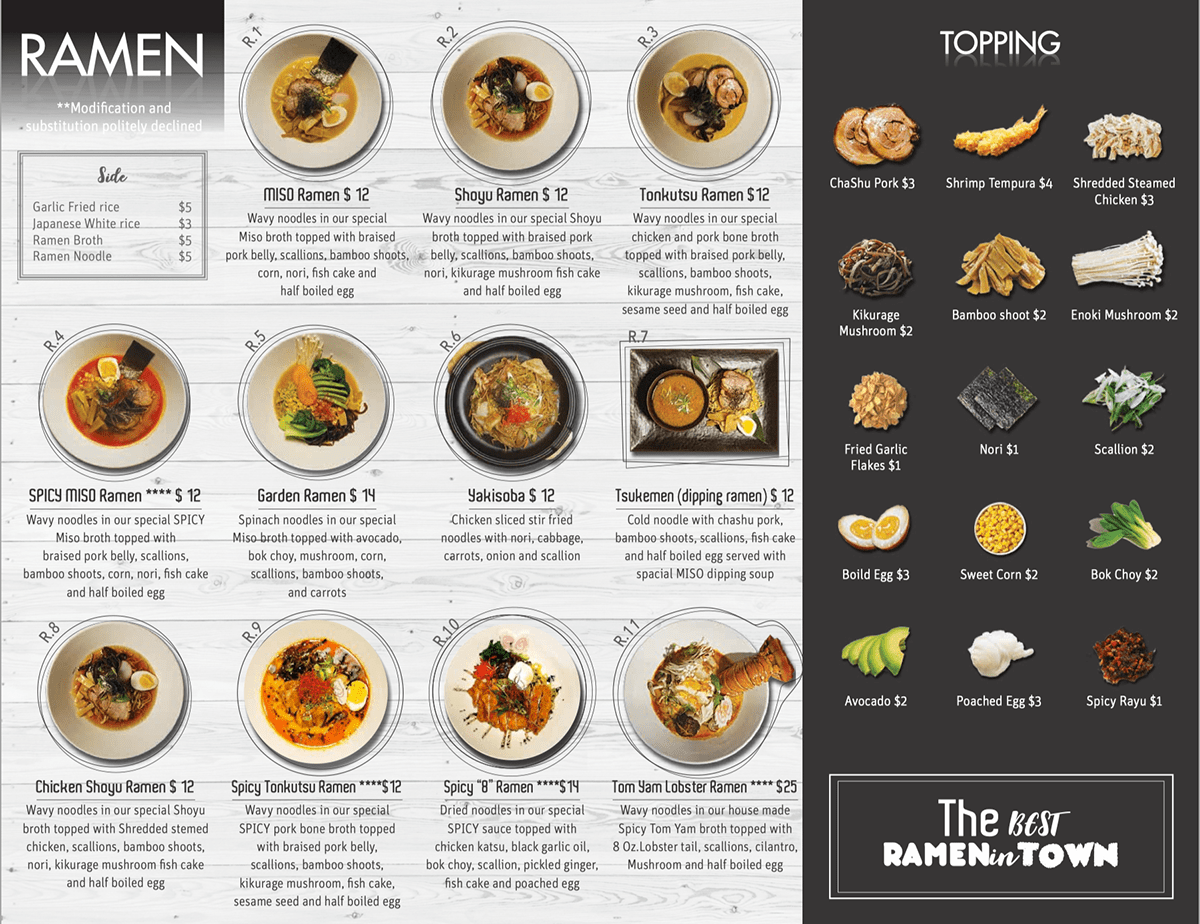 RAMEN
**Modification and
substitution politely declined
Side
Garlic Fried rice $5
Japanese White rice $3
Ramen Broth $5
Ramen Noodle $5
R.1
MISO Ramen $ 12
Wavy noodles in our special
Miso broth topped with braised
pork belly, scallions, bamboo shoots,
corn, nori, fish cake and
half boiled egg
R.2
Shoyu Ramen $ 12
Wavy noodles in our special Shoyu
broth topped with braised pork
belly, scallions, bamboo shoots,
nori, kikurage mushroom fish cake
and half boiled egg
R.3
Tonkutsu Ramen $12
Wavy noodles in our special
chicken and pork bone broth
topped with braised pork belly,
scallions, bamboo shoots,
kikurage mushroom, fish cake,
sesame seed and half boiled egg
R.4
SPICY MISO Ramen **** $ 12
Wavy noodles in our special SPICY
Miso broth topped with
braised pork belly, scallions,
bamboo shoots, corn, nori, fish cake
and half boiled egg
R.5
Garden Ramen $ 14
Spinach noodles in our special
Miso broth topped with avocado,
bok choy, mushroom, corn,
scallions, bamboo shoots,
and carrots
R.6
Yakisoba $ 12
Chicken sliced stir fried
noodles with nori, cabbage,
carrots, onion and scallion
R.7
Tsukemen (dipping ramen) $ 12
Cold noodle with chashu pork,
bamboo shoots, scallions, fish cake
and half boiled egg served with
spacial MISO dipping soup
R.8
Chicken Shoyu Ramen $ 12
Wavy noodles in our special Shoyu
broth topped with Shredded stemed
chicken, scallions, bamboo shoots,
nori, kikurage mushroom fish cake
and half boiled egg
R.9
Spicy Tonkutsu Ramen ****$12
Wavy noodles in our special
SPICY pork bone broth topped
with braised pork belly,
scallions, bamboo shoots,
kikurage mushroom, fish cake,
sesame seed and half boiled egg
R.10
Spicy "8" Ramen ****$14
Dried noodles in our special
SPICY sauce topped with
chicken katsu, black garlic oil,
bok choy, scallion, pickled ginger,
fish cake and poached egg
R.11
Tom Yam Lobster Ramen **** $25
Wavy noodles in our house made
Spicy Tom Yam broth topped with
8 Oz.Lobster tail, scallions, cilantro,
Mushroom and half boiled egg
TOPPING
ChaShu Pork $3
Shrimp Tempura $4
Shredded Steamed
Chicken $3
Kikurage
Mushroom $2
Bamboo shoot $2
Enoki Mushroom $2
Fried Garlic
Flakes $1
Nori $1
Scallion $2
Boild Egg $3
Sweet Corn $2
Bok Choy $2
Avocado $2
Poached Egg $3
Spicy Rayu $1
The BEST
RAMEN in TOWN